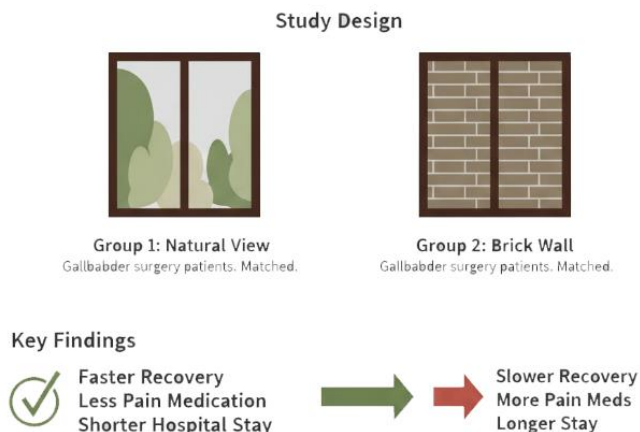 Study Design
Group 1: Natural View
Gallbabder surgery patients. Matched.
Group 2: Brick Wall
Gallbabder surgery patients. Matched.
Key Findings
Faster Recovery
Less Pain Medication
Shorter Hospital Stay
Slower Recovery
More Pain Meds
Longer Stay